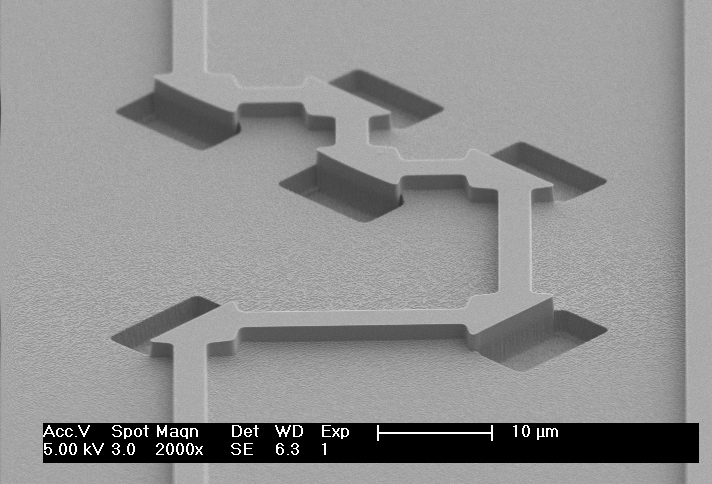 Acc.V Spot Magn Det WD Exp 10 µm
5.00 kV 3.0 2000x SE 6.3 1